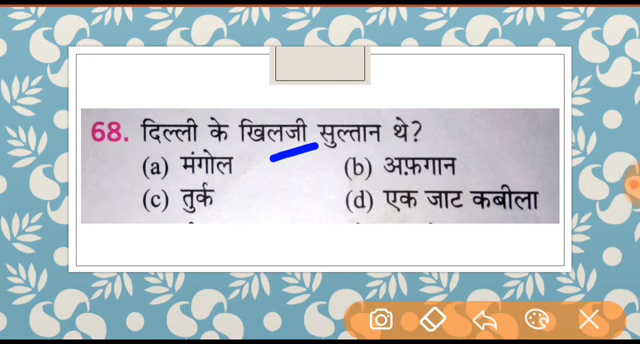 68. दिल्ली के खिलजी सुल्तान थे?
(a) मंगोल (b) अफ़गान
(c) तुर्क (d) एक जाट कबीला